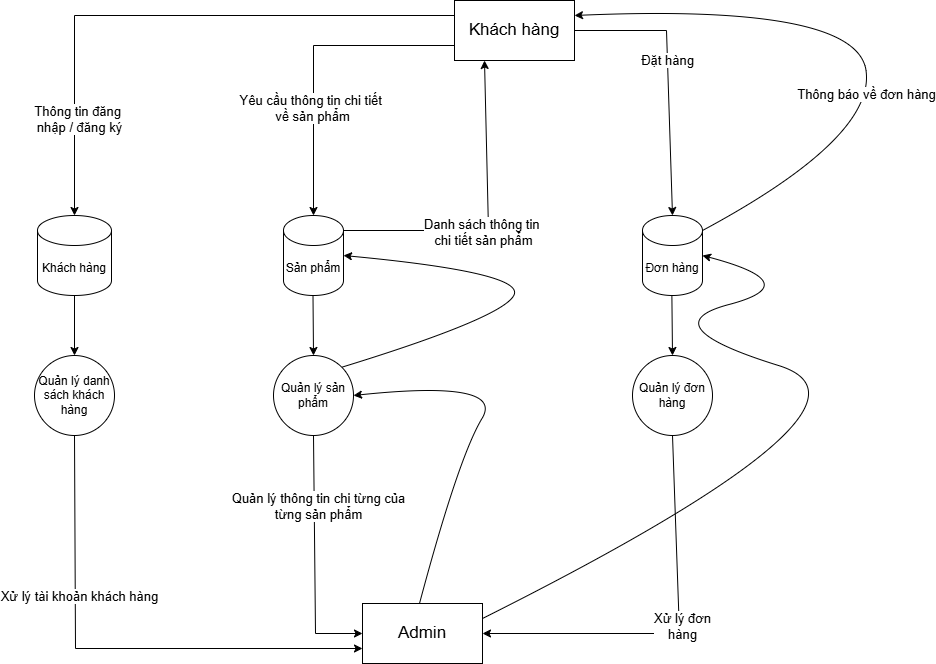 Khách hàng
Đặt hàng
Thông báo về đơn hàng
Yêu cầu thông tin chi tiết
về sản phẩm
Thông tin đăng
nhập / đăng ký
Danh sách thông tin
chi tiết sản phẩm
Khách hàng
Sản phẩm
Đơn hàng
Quản lý danh
sách khách
hàng
Quản lý sản
phẩm
Quản lý đơn
hàng
Quản lý thông tin chi từng của
từng sản phẩm
Xử lý tài khoản khách hàng
Admin
Xử lý đơn
hàng